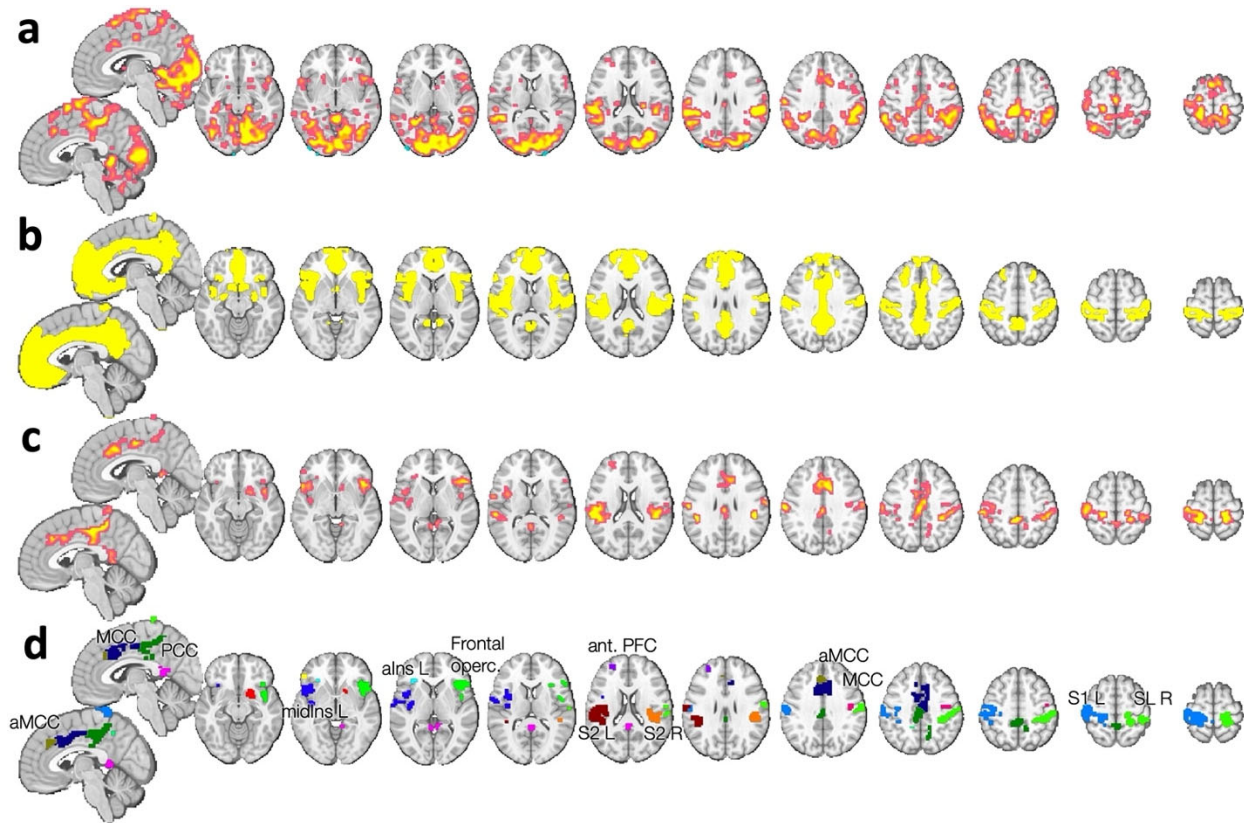 a
b
c
d
MCC
PCC
aMCC
midIns L
aIns L
Frontal
operc.
ant. PFC
S2 L
S2 R
aMCC
MCC
S1 L
SL R